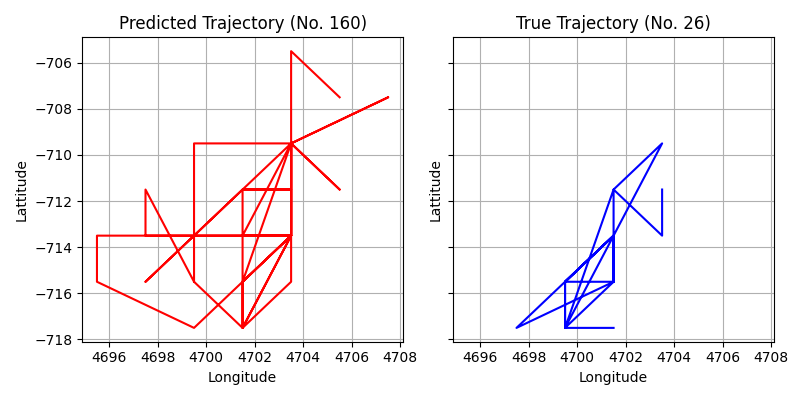 Predicted Trajectory (No. 160)
True Trajectory (No. 26)
−706
−708
−710
−712
−714
−716
−718
Lattitude
Lattitude
4696 4698 4700 4702 4704 4706 4708
4696 4698 4700 4702 4704 4706 4708
Longitude
Longitude